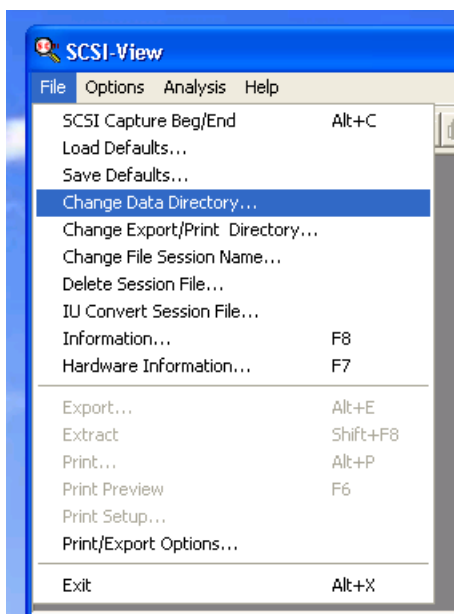 SCSI-View
File Options Analysis Help
SCSI Capture Beg/End Alt+C
Load Defaults...
Save Defaults...
Change Data Directory...
Change Export/Print Directory...
Change File Session Name...
Delete Session File...
IU Convert Session File...
Information... F8
Hardware Information... F7
Export... Alt+E
Extract Shift+F8
Print... Alt+P
Print Preview F6
Print Setup...
Print/Export Options...
Exit Alt+X